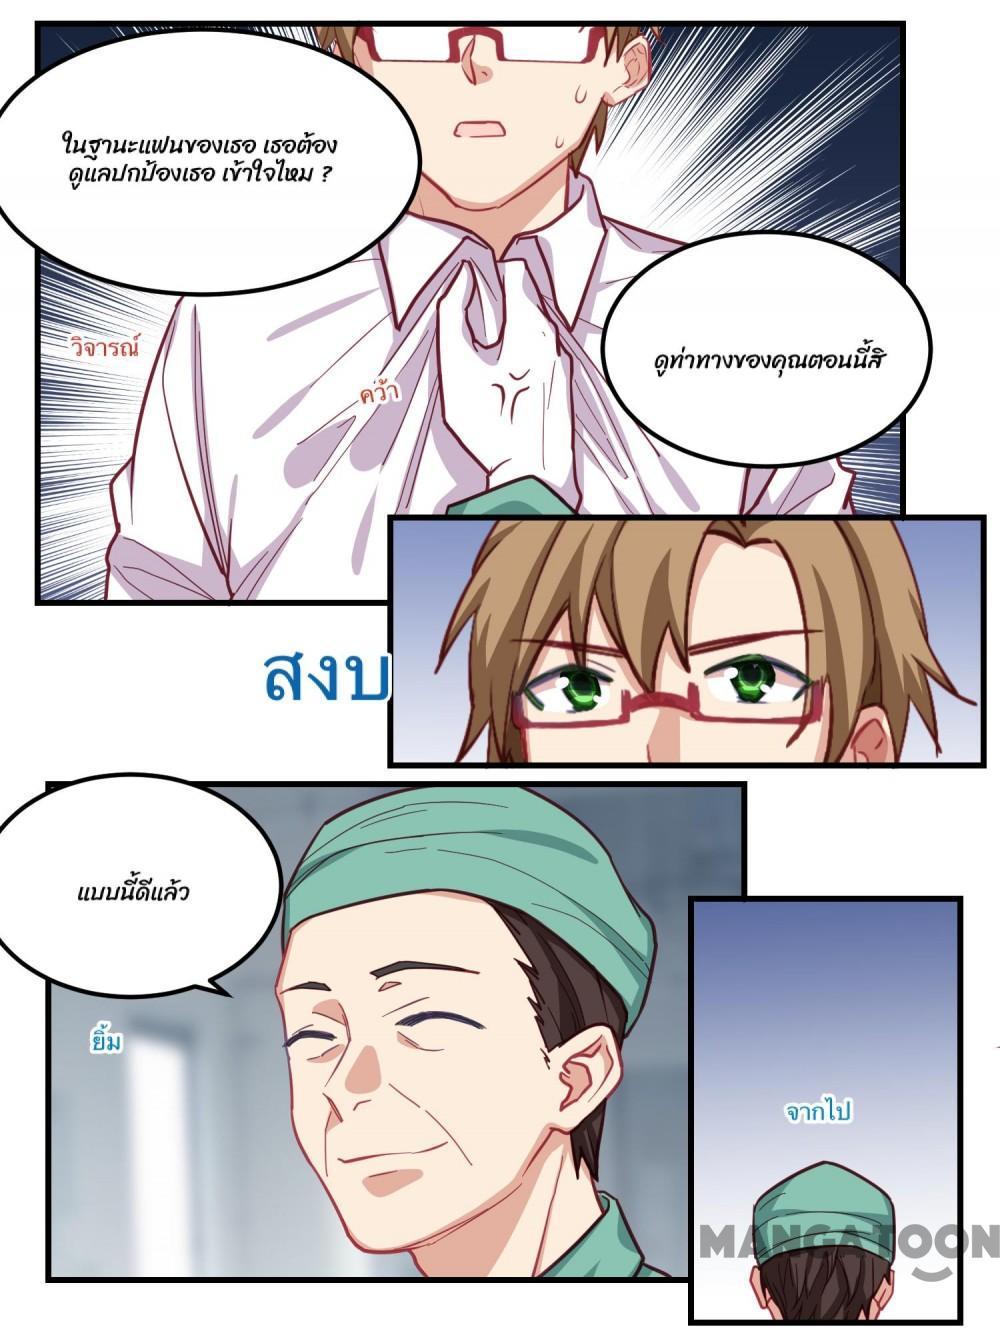 ในฐานะแฟนของเธอ เธอต้อง
ดูแลปกป้องเธอ เข้าใจไหม ?
วิจารณ์
คว้า
ดูท่าทางของคุณตอนนี้สิ
สงบ
แบบนี้ดีแล้ว
ยิ้ม
จากไป
MANGATOON